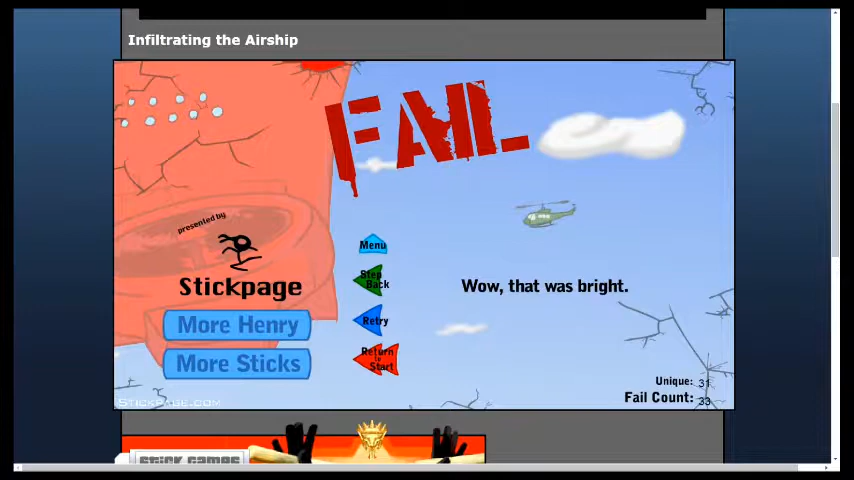 Infiltrating the Airship
FAIL
presented by
Stickpage
More Henry
More Sticks
Menu
Step
Back
Retry
Return
to
Start
Wow, that was bright.
Unique: 31
Fail Count: 33
STICKPAGE.COM
STICK GAMES